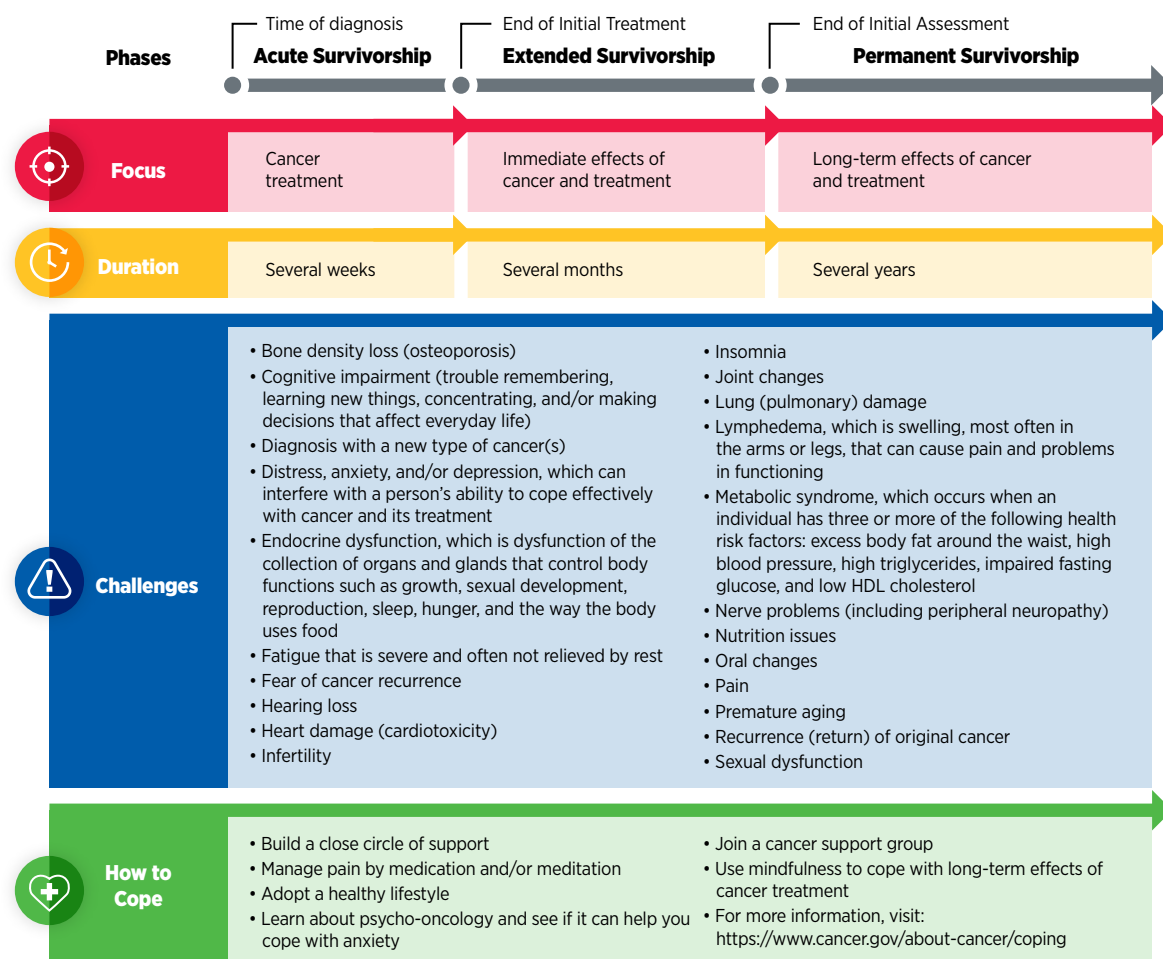 Time of diagnosis
End of Initial Treatment
End of Initial Assessment
Phases
Acute Survivorship
Extended Survivorship
Permanent Survivorship
Focus
Cancer
treatment
Immediate effects of
cancer and treatment
Long-term effects of cancer
and treatment
Duration
Several weeks
Several months
Several years
Challenges
• Bone density loss (osteoporosis)
• Cognitive impairment (trouble remembering,
learning new things, concentrating, and/or making
decisions that affect everyday life)
• Diagnosis with a new type of cancer(s)
• Distress, anxiety, and/or depression, which can
interfere with a person’s ability to cope effectively
with cancer and its treatment
• Endocrine dysfunction, which is dysfunction of the
collection of organs and glands that control body
functions such as growth, sexual development,
reproduction, sleep, hunger, and the way the body
uses food
• Fatigue that is severe and often not relieved by rest
• Fear of cancer recurrence
• Hearing loss
• Heart damage (cardiotoxicity)
• Infertility
• Insomnia
• Joint changes
• Lung (pulmonary) damage
• Lymphedema, which is swelling, most often in
the arms or legs, that can cause pain and problems
in functioning
• Metabolic syndrome, which occurs when an
individual has three or more of the following health
risk factors: excess body fat around the waist, high
blood pressure, high triglycerides, impaired fasting
glucose, and low HDL cholesterol
• Nerve problems (including peripheral neuropathy)
• Nutrition issues
• Oral changes
• Pain
• Premature aging
• Recurrence (return) of original cancer
• Sexual dysfunction
How to
Cope
• Build a close circle of support
• Manage pain by medication and/or meditation
• Adopt a healthy lifestyle
• Learn about psycho-oncology and see if it can help you
cope with anxiety
• Join a cancer support group
• Use mindfulness to cope with long-term effects of
cancer treatment
• For more information, visit:
https://www.cancer.gov/about-cancer/coping